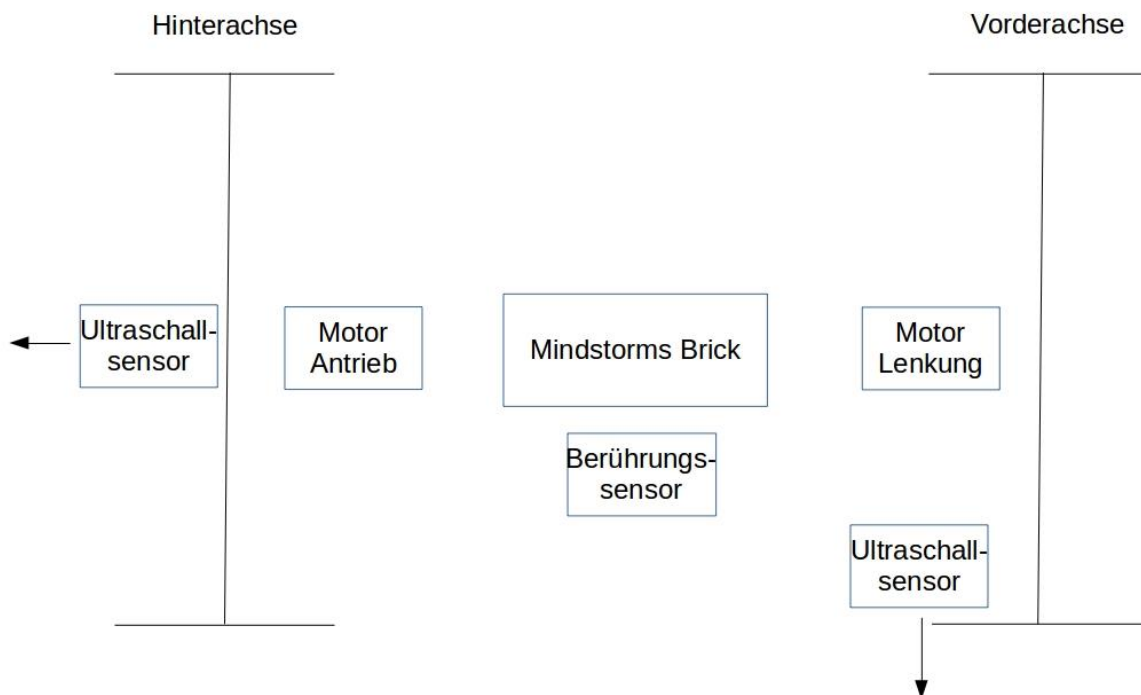 Hinterachse
Vorderachse
Ultraschall-
sensor
Motor
Antrieb
Mindstorms Brick
Motor
Lenkung
Berührungs-
sensor
Ultraschall-
sensor